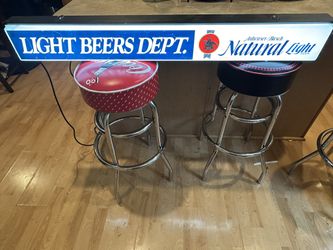 LIGHT BEERS DEPT.
Anheuser-Busch
Natural Light